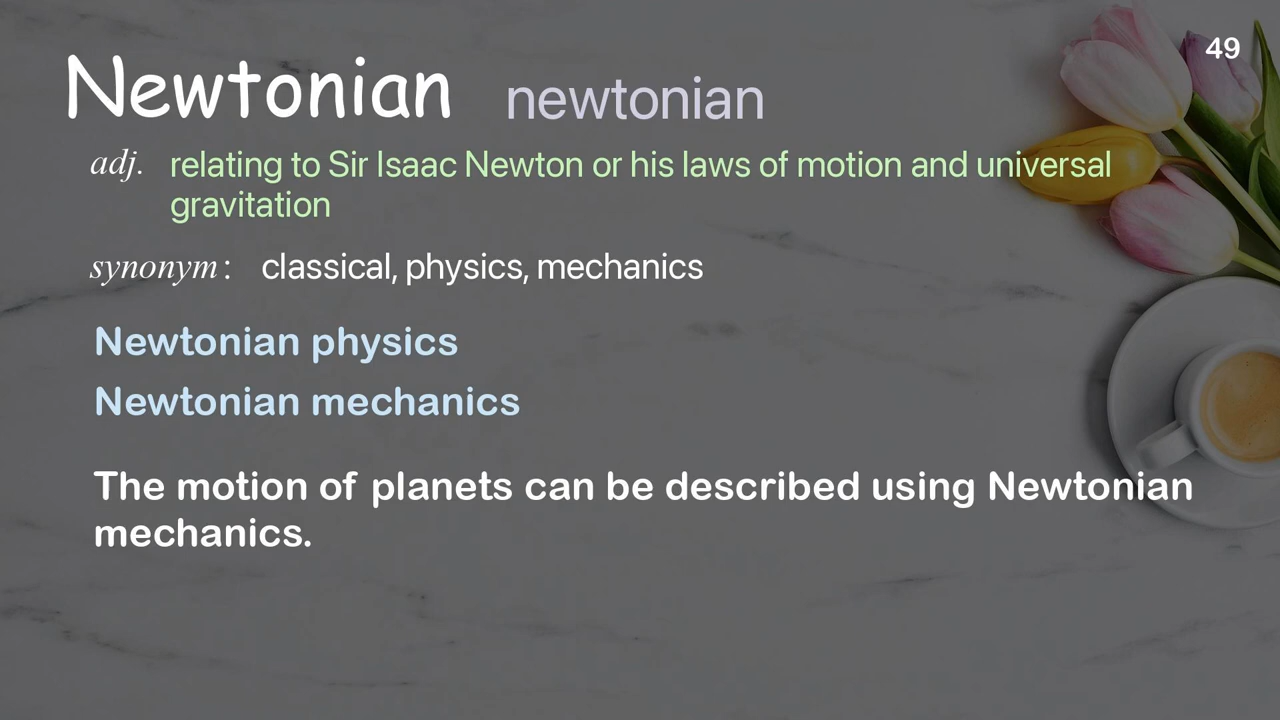 49
Newtonian newtonian
adj. relating to Sir Isaac Newton or his laws of motion and universal
gravitation
synonym: classical, physics, mechanics
Newtonian physics
Newtonian mechanics
The motion of planets can be described using Newtonian
mechanics.